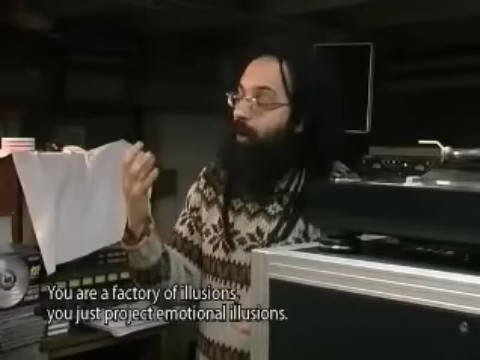 You are a factory of illusions,
you just project emotional illusions.